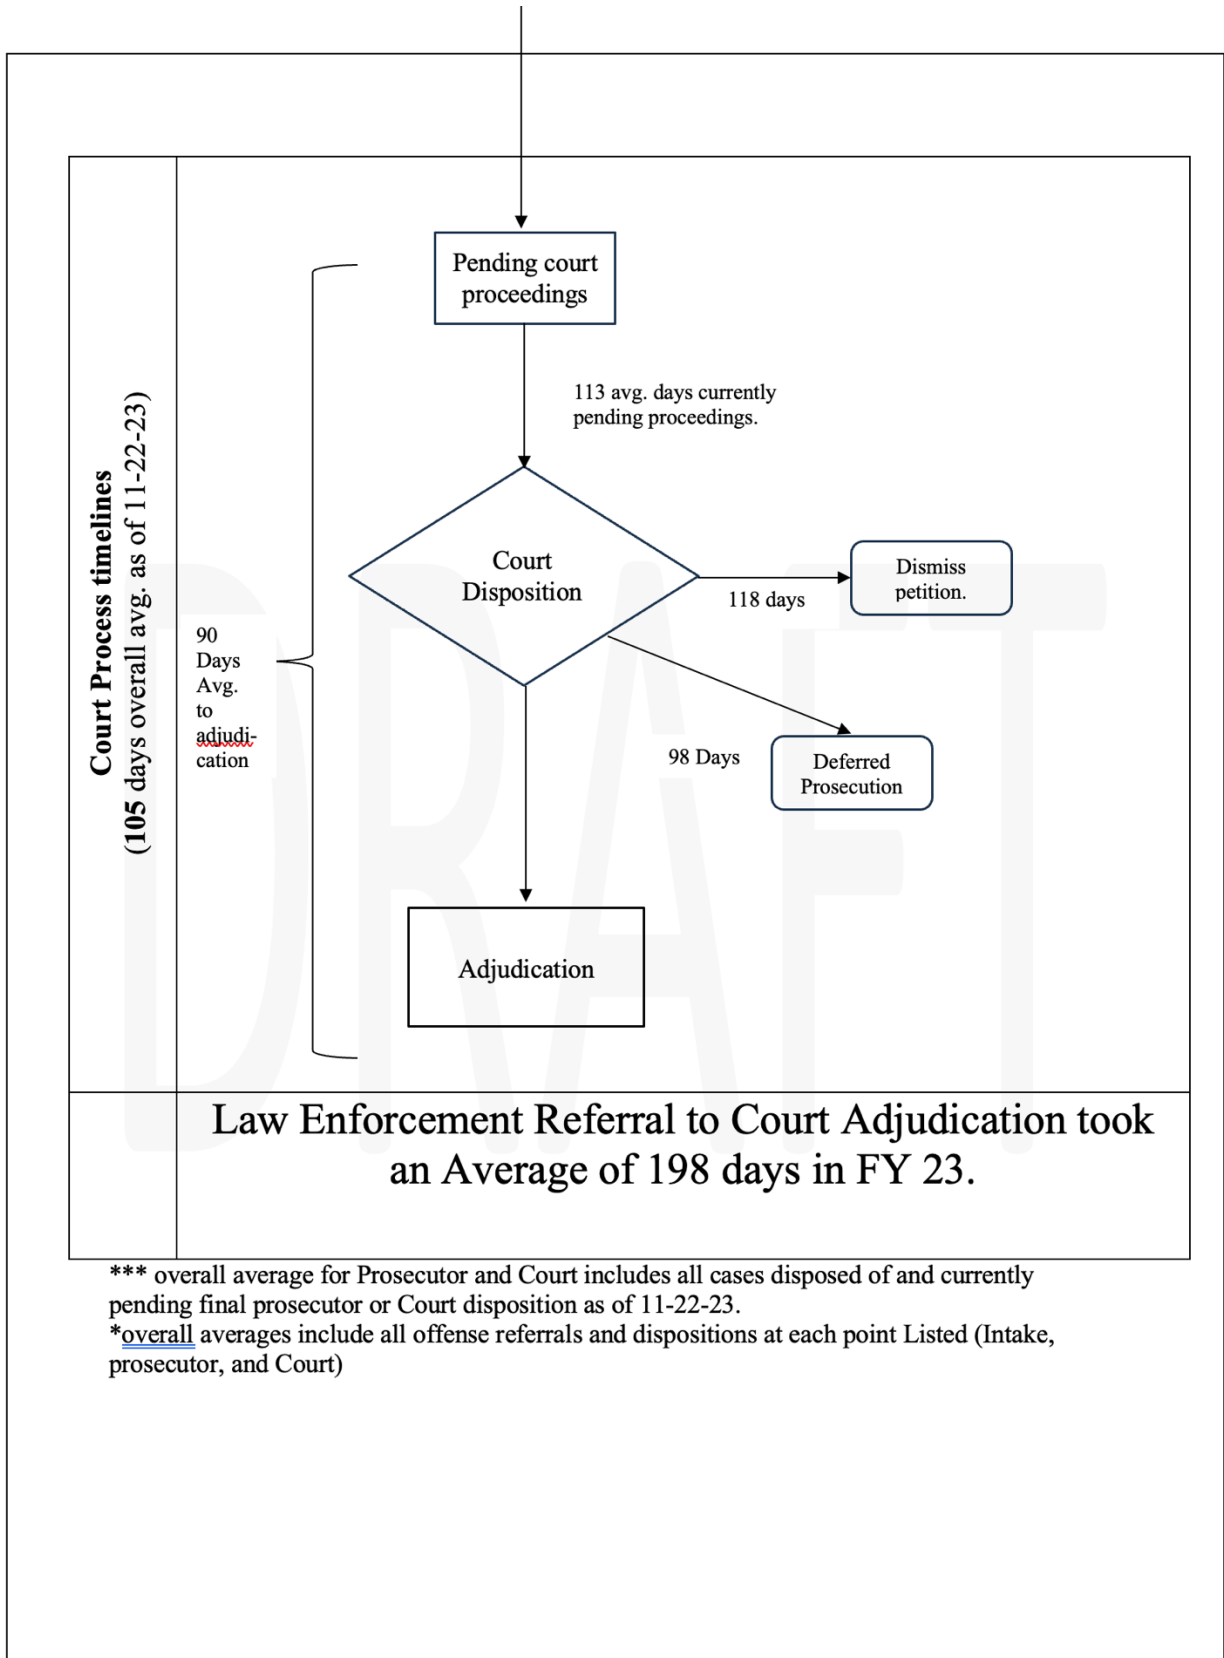 Pending court
proceedings
113 avg. days currently
pending proceedings.
Court Process timelines
(105 days overall avg. as of 11-22-23)
Court
Disposition
118 days
Dismiss
petition.
90
Days
Avg.
to
adjudi-
cation
98 Days
Deferred
Prosecution
Adjudication
DRAFT
Law Enforcement Referral to Court Adjudication took
an Average of 198 days in FY 23.
*** overall average for Prosecutor and Court includes all cases disposed of and currently
pending final prosecutor or Court disposition as of 11-22-23.
*overall averages include all offense referrals and dispositions at each point Listed (Intake,
prosecutor, and Court)